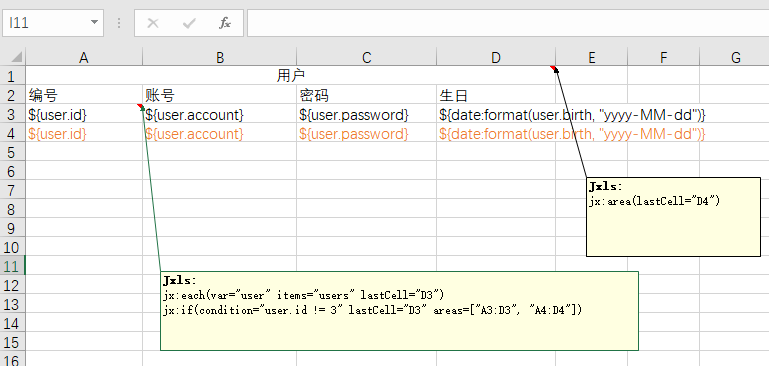 I11
fx
A B C D E F G
1 用户
2 编号 账号 密码 生日
3 ${user.id} ${user.account} ${user.password} ${date:format(user.birth, "yyyy-MM-dd")}
4 ${user.id} ${user.account} ${user.password} ${date:format(user.birth, "yyyy-MM-dd")}
5
6
7
Jxls:
8
jx:area(lastCell="D4")
9
10
11
Jxls:
12
jx:each(var="user" items="users" lastCell="D3")
13
jx:if(condition="user.id != 3" lastCell="D3" areas=["A3:D3", "A4:D4"])
14
15
16